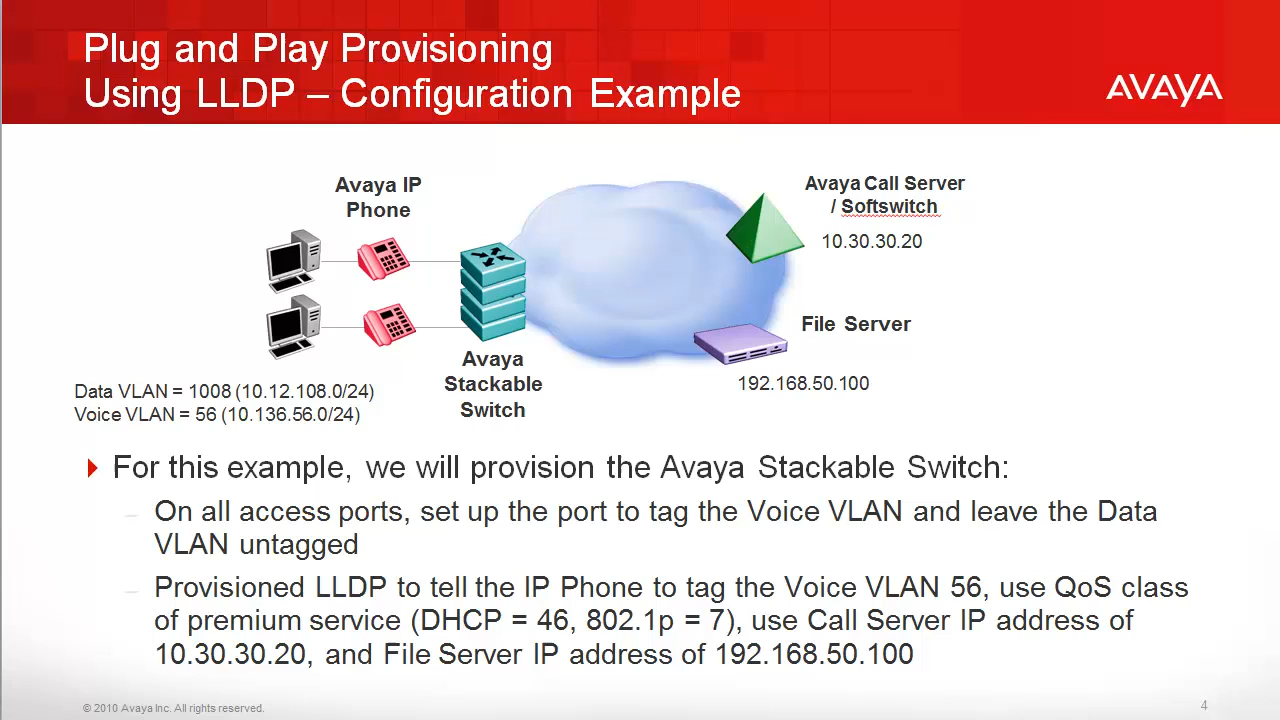 Plug and Play Provisioning
Using LLDP – Configuration Example
AVAYA
Avaya IP
Phone
Avaya Call Server
/ Softswitch
10.30.30.20
File Server
192.168.50.100
Avaya
Stackable
Switch
Data VLAN = 1008 (10.12.108.0/24)
Voice VLAN = 56 (10.136.56.0/24)
For this example, we will provision the Avaya Stackable Switch:
– On all access ports, set up the port to tag the Voice VLAN and leave the Data
VLAN untagged
– Provisioned LLDP to tell the IP Phone to tag the Voice VLAN 56, use QoS class
of premium service (DHCP = 46, 802.1p = 7), use Call Server IP address of
10.30.30.20, and File Server IP address of 192.168.50.100
© 2010 Avaya Inc. All rights reserved.
4